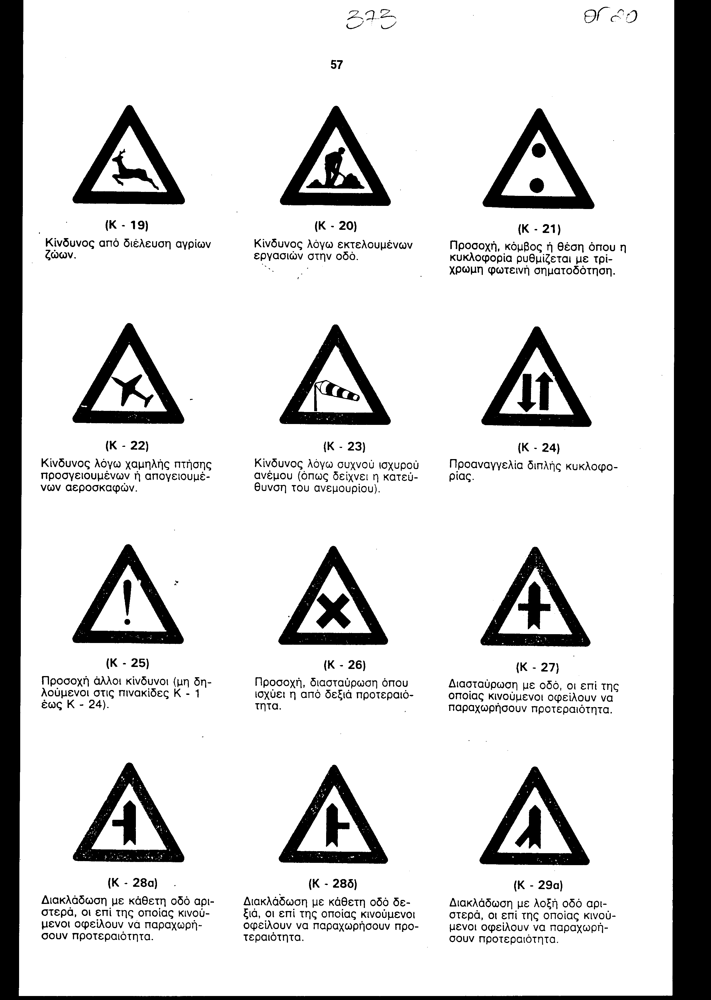 373
57
(Κ - 19)
Κίνδυνος από διέλευση αγρίων
ζώων.
(Κ - 20)
Κίνδυνος λόγω εκτελουμένων
εργασιών στην οδό.
(Κ - 21)
Προσοχή, κόμβος ή θέση όπου η
κυκλοφορία ρυθμίζεται με τρί-
χρωμη φωτεινή σηματοδότηση.
(Κ - 22)
Κίνδυνος λόγω χαμηλής πτήσης
προσγειουμένων ή απογειουμέ-
νων αεροσκαφών.
(Κ - 23)
Κίνδυνος λόγω συχνού ισχυρού
ανέμου (όπως δείχνει η κατεύ-
θυνση του ανεμουρίου).
(Κ - 24)
Προαναγγελία διπλής κυκλοφο-
ρίας.
(Κ - 25)
Προσοχή άλλοι κίνδυνοι (μη δη-
λούμενοι στις πινακίδες Κ - 1
έως Κ - 24).
(Κ - 26)
Προσοχή, διασταύρωση όπου
ισχύει η από δεξιά προτεραιό-
τητα.
(Κ - 27)
Διασταύρωση με οδό, οι επί της
οποίας κινούμενοι οφείλουν να
παραχωρήσουν προτεραιότητα.
(Κ - 28α)
Διακλάδωση με κάθετη οδό αρι-
στερά, οι επί της οποίας κινού-
μενοι οφείλουν να παραχωρή-
σουν προτεραιότητα.
(Κ - 28δ)
Διακλάδωση με κάθετη οδό δε-
ξιά, οι επί της οποίας κινούμενοι
οφείλουν να παραχωρήσουν προ-
τεραιότητα.
(Κ - 29α)
Διακλάδωση με λοξή οδό αρι-
στερά, οι επί της οποίας κινού-
μενοι οφείλουν να παραχωρή-
σουν προτεραιότητα.